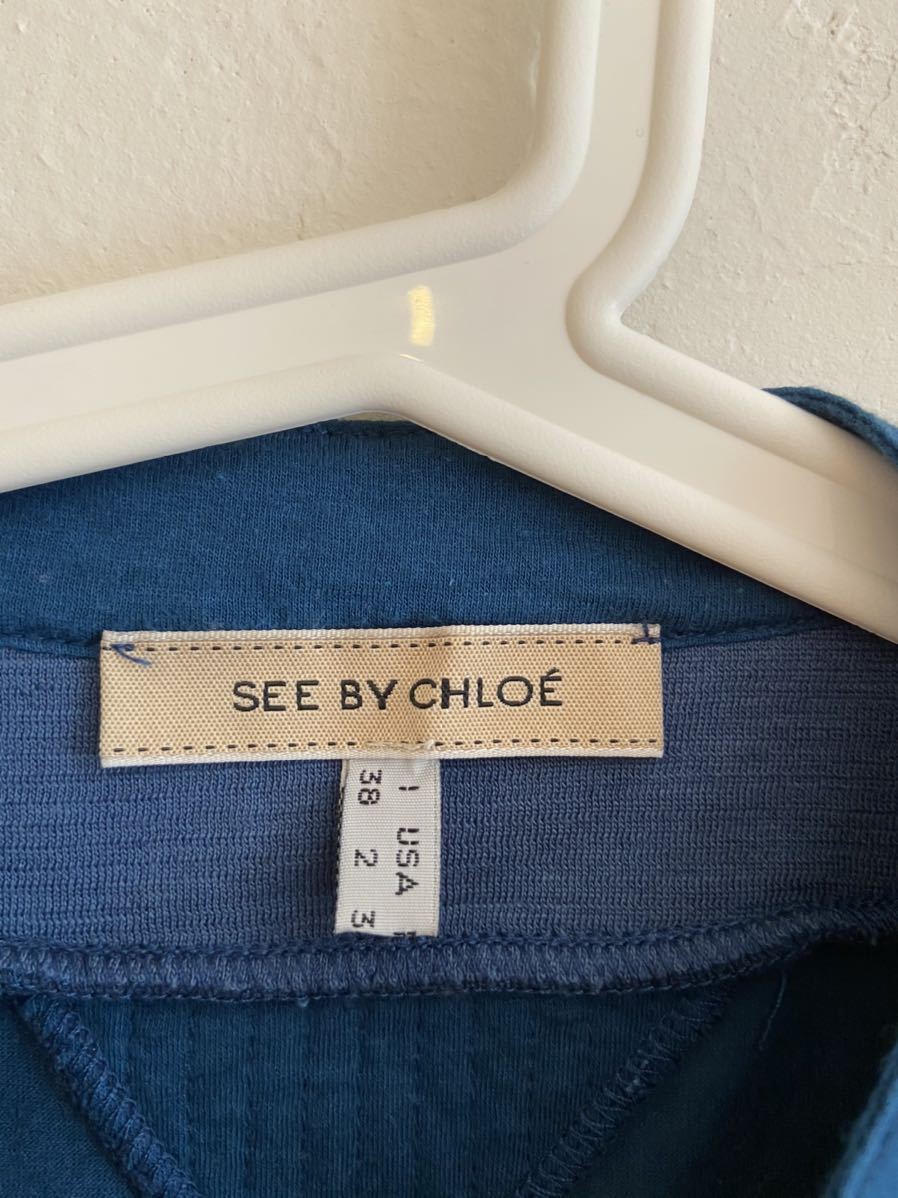 SEE BY CHLOÉ
I USA
38 2 3